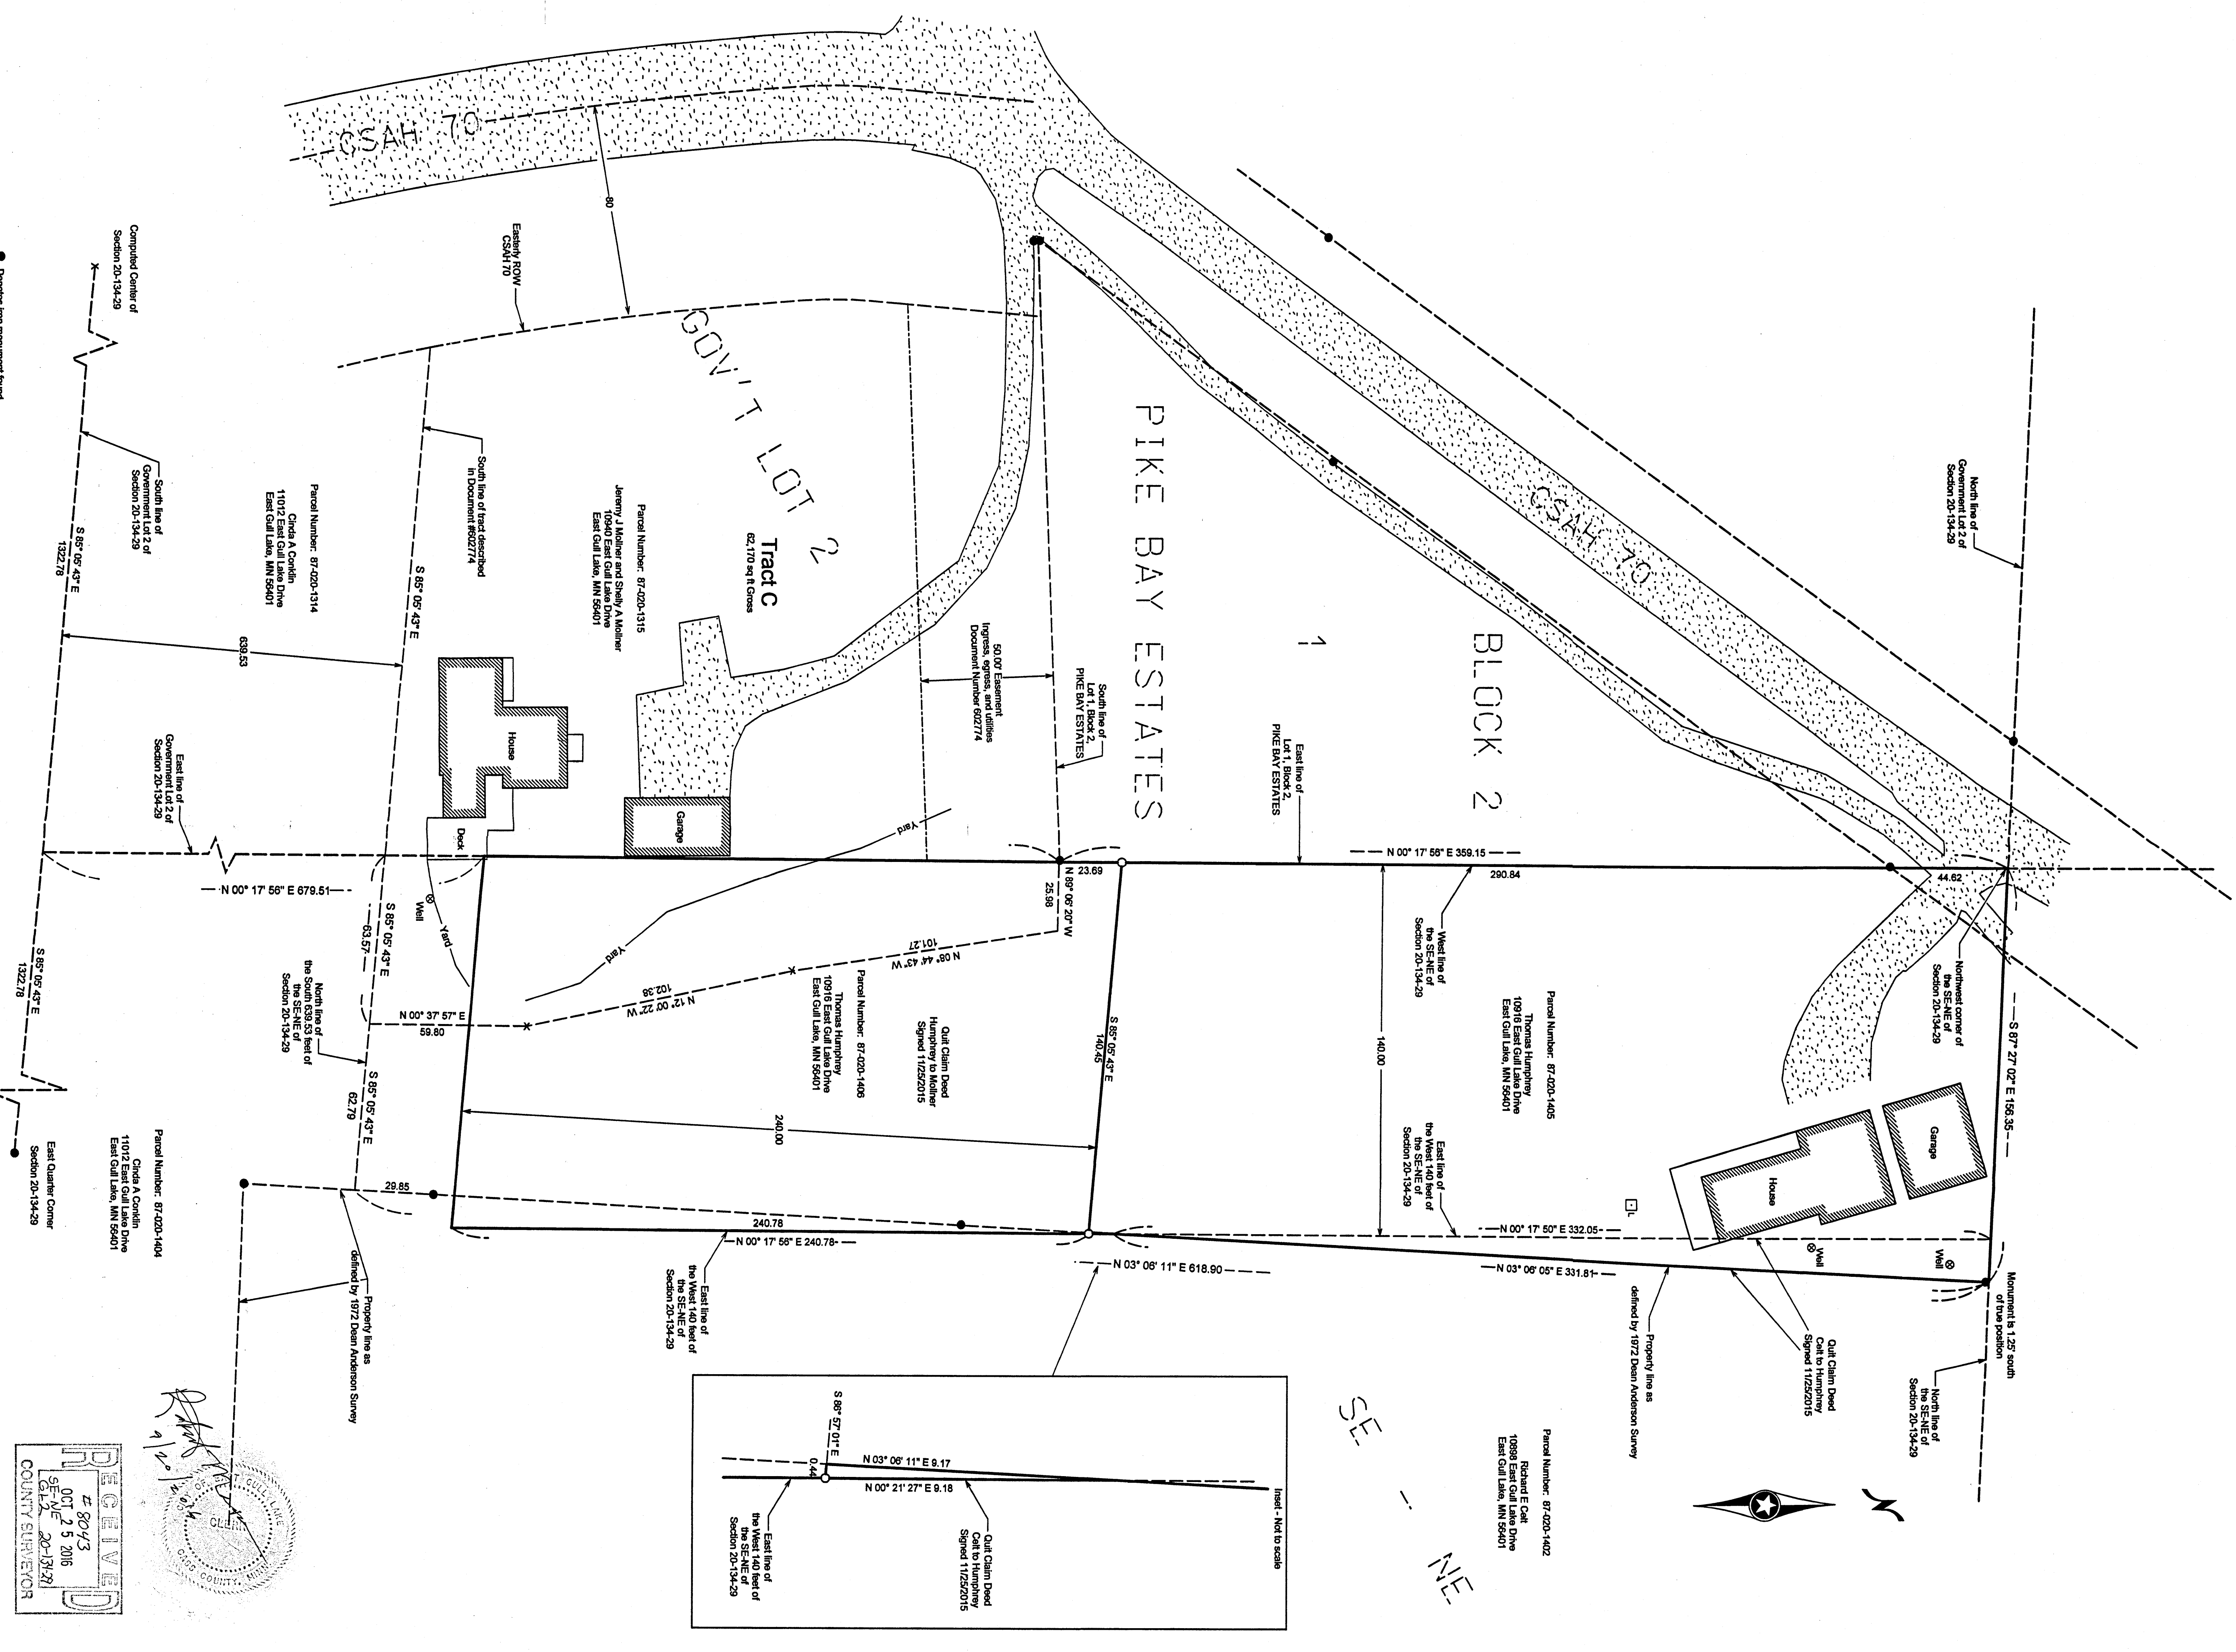 CSAH 70
80
Easterly ROW
CSAH 70
GOV'T LOT 2
PIKE BAY ESTATES
1
BLOCK 2
CSAH 70
North line of
Government Lot 2 of
Section 20-134-29
Computed Center of
Section 20-134-29
South line of
Government Lot 2 of
Section 20-134-29
S 85° 05' 43" E
1322.78
Parcel Number: 87-020-1314
Cinda A Conklin
11012 East Gull Lake Drive
East Gull Lake, MN 56401
639.53
South line of tract described
in Document #602774
S 85° 05' 43" E
Parcel Number: 87-020-1315
Jeremy J Mollner and Shelly A Mollner
10940 East Gull Lake Drive
East Gull Lake, MN 56401
Tract C
62,170 sq ft Gross
50.00' Easement
Ingress, egress, and utilities
Document Number 602774
South line of
Lot 1, Block 2,
PIKE BAY ESTATES
East line of
Lot 1, Block 2,
PIKE BAY ESTATES
House
Deck
Garage
Yard
East line of
Government Lot 2 of
Section 20-134-29
N 00° 17' 56" E 679.51
N 00° 17' 56" E 359.15
290.84
44.62
23.69
N 89° 06' 20" W
25.98
Well
Yard
Yard
S 85° 05' 43" E
63.57
N 08° 44' 43" W
101.27
N 12° 00' 22" W
102.38
N 00° 37' 57" E
59.80
North line of
the South 639.53 feet of
the SE-NE of
Section 20-134-29
S 85° 05' 43" E
1322.78
S 85° 05' 43" E
62.79
Parcel Number: 87-020-1406
Thomas Humphrey
10916 East Gull Lake Drive
East Gull Lake, MN 56401
Quit Claim Deed
Humphrey to Mollner
Signed 11/25/2015
S 85° 05' 43" E
140.45
240.00
140.00
West line of
the SE-NE of
Section 20-134-29
Parcel Number: 87-020-1405
Thomas Humphrey
10916 East Gull Lake Drive
East Gull Lake, MN 56401
East line of
the West 140 feet of
the SE-NE of
Section 20-134-29
Northwest corner of
the SE-NE of
Section 20-134-29
S 87° 27' 02" E 156.35
Garage
House
L
Well
Well
N 00° 17' 50" E 332.05
N 03° 06' 05" E 331.81
N 03° 06' 11" E 618.90
240.78
N 00° 17' 56" E 240.78
29.85
East Quarter Corner
Section 20-134-29
Parcel Number: 87-020-1404
Cinda A Conklin
11012 East Gull Lake Drive
East Gull Lake, MN 56401
Property line as
defined by 1972 Dean Anderson Survey
East line of
the West 140 feet of
the SE-NE of
Section 20-134-29
Property line as
defined by 1972 Dean Anderson Survey
Quit Claim Deed
Celt to Humphrey
Signed 11/25/2015
Monument is 1.25' south
of true position
North line of
the SE-NE of
Section 20-134-29
Parcel Number: 87-020-1402
Richard E Celt
10898 East Gull Lake Drive
East Gull Lake, MN 56401
SE - NE
N
Inset - Not to scale
S 86° 57' 01" E
0.44
N 03° 06' 11" E 9.17
N 00° 21' 27" E 9.18
Quit Claim Deed
Celt to Humphrey
Signed 11/25/2015
East line of
the West 140 feet of
the SE-NE of
Section 20-134-29
CLERK
CASS COUNTY, MINN
RECEIVED
#8043
OCT 25 2016
SE-NE
GL2 20-134-29
COUNTY SURVEYOR